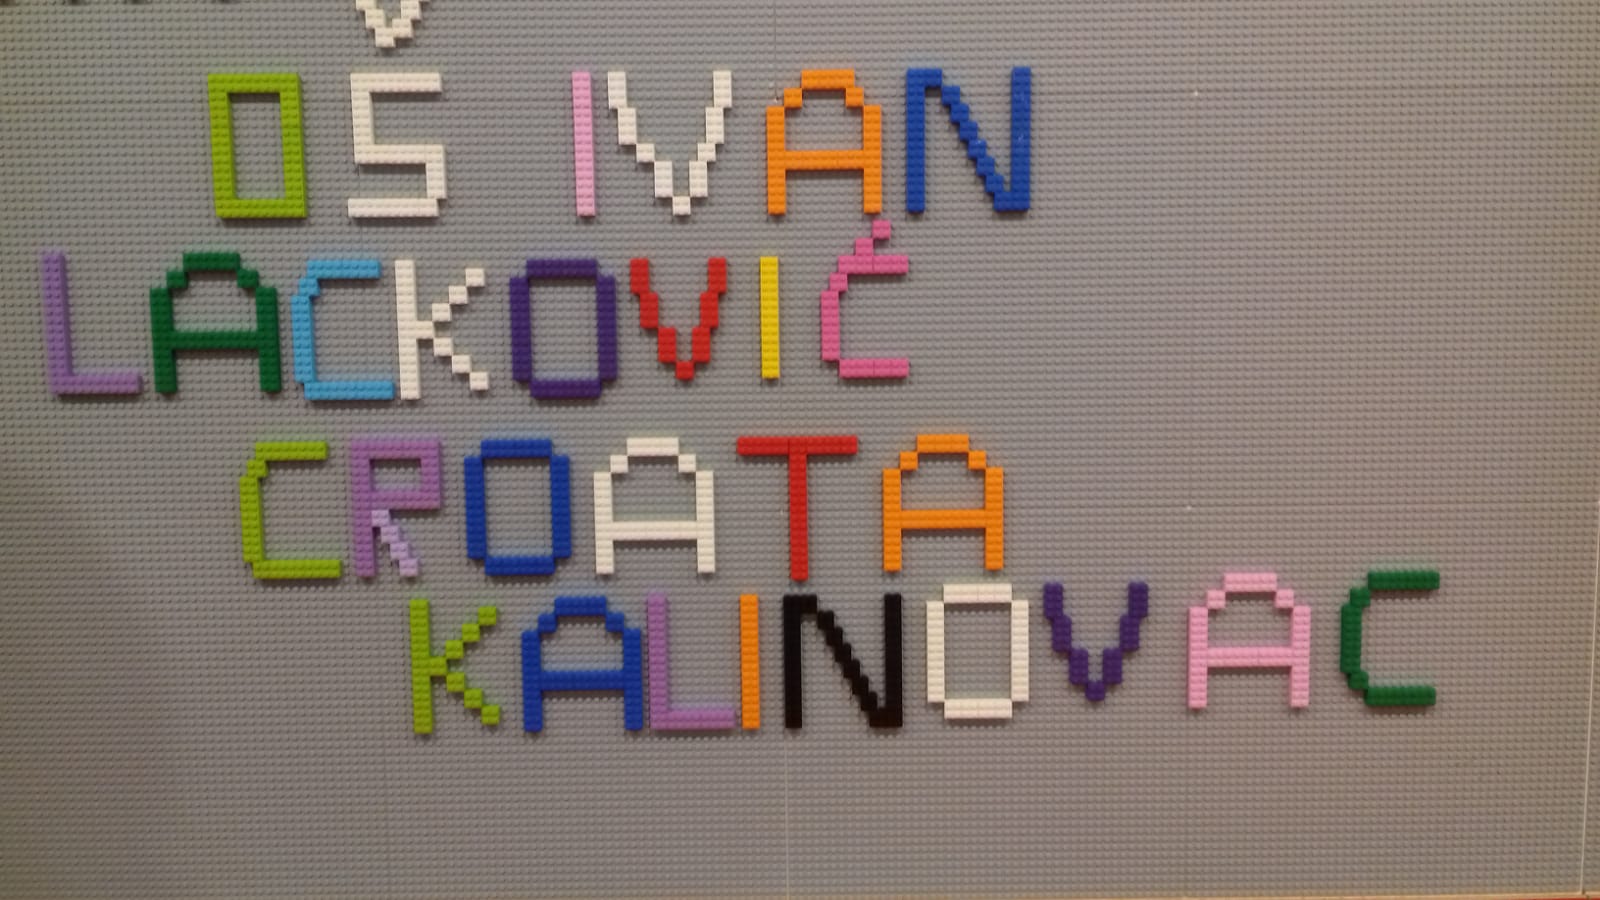 OŠ IVAN
LACKOVIĆ
CROATA
KALINOVAC